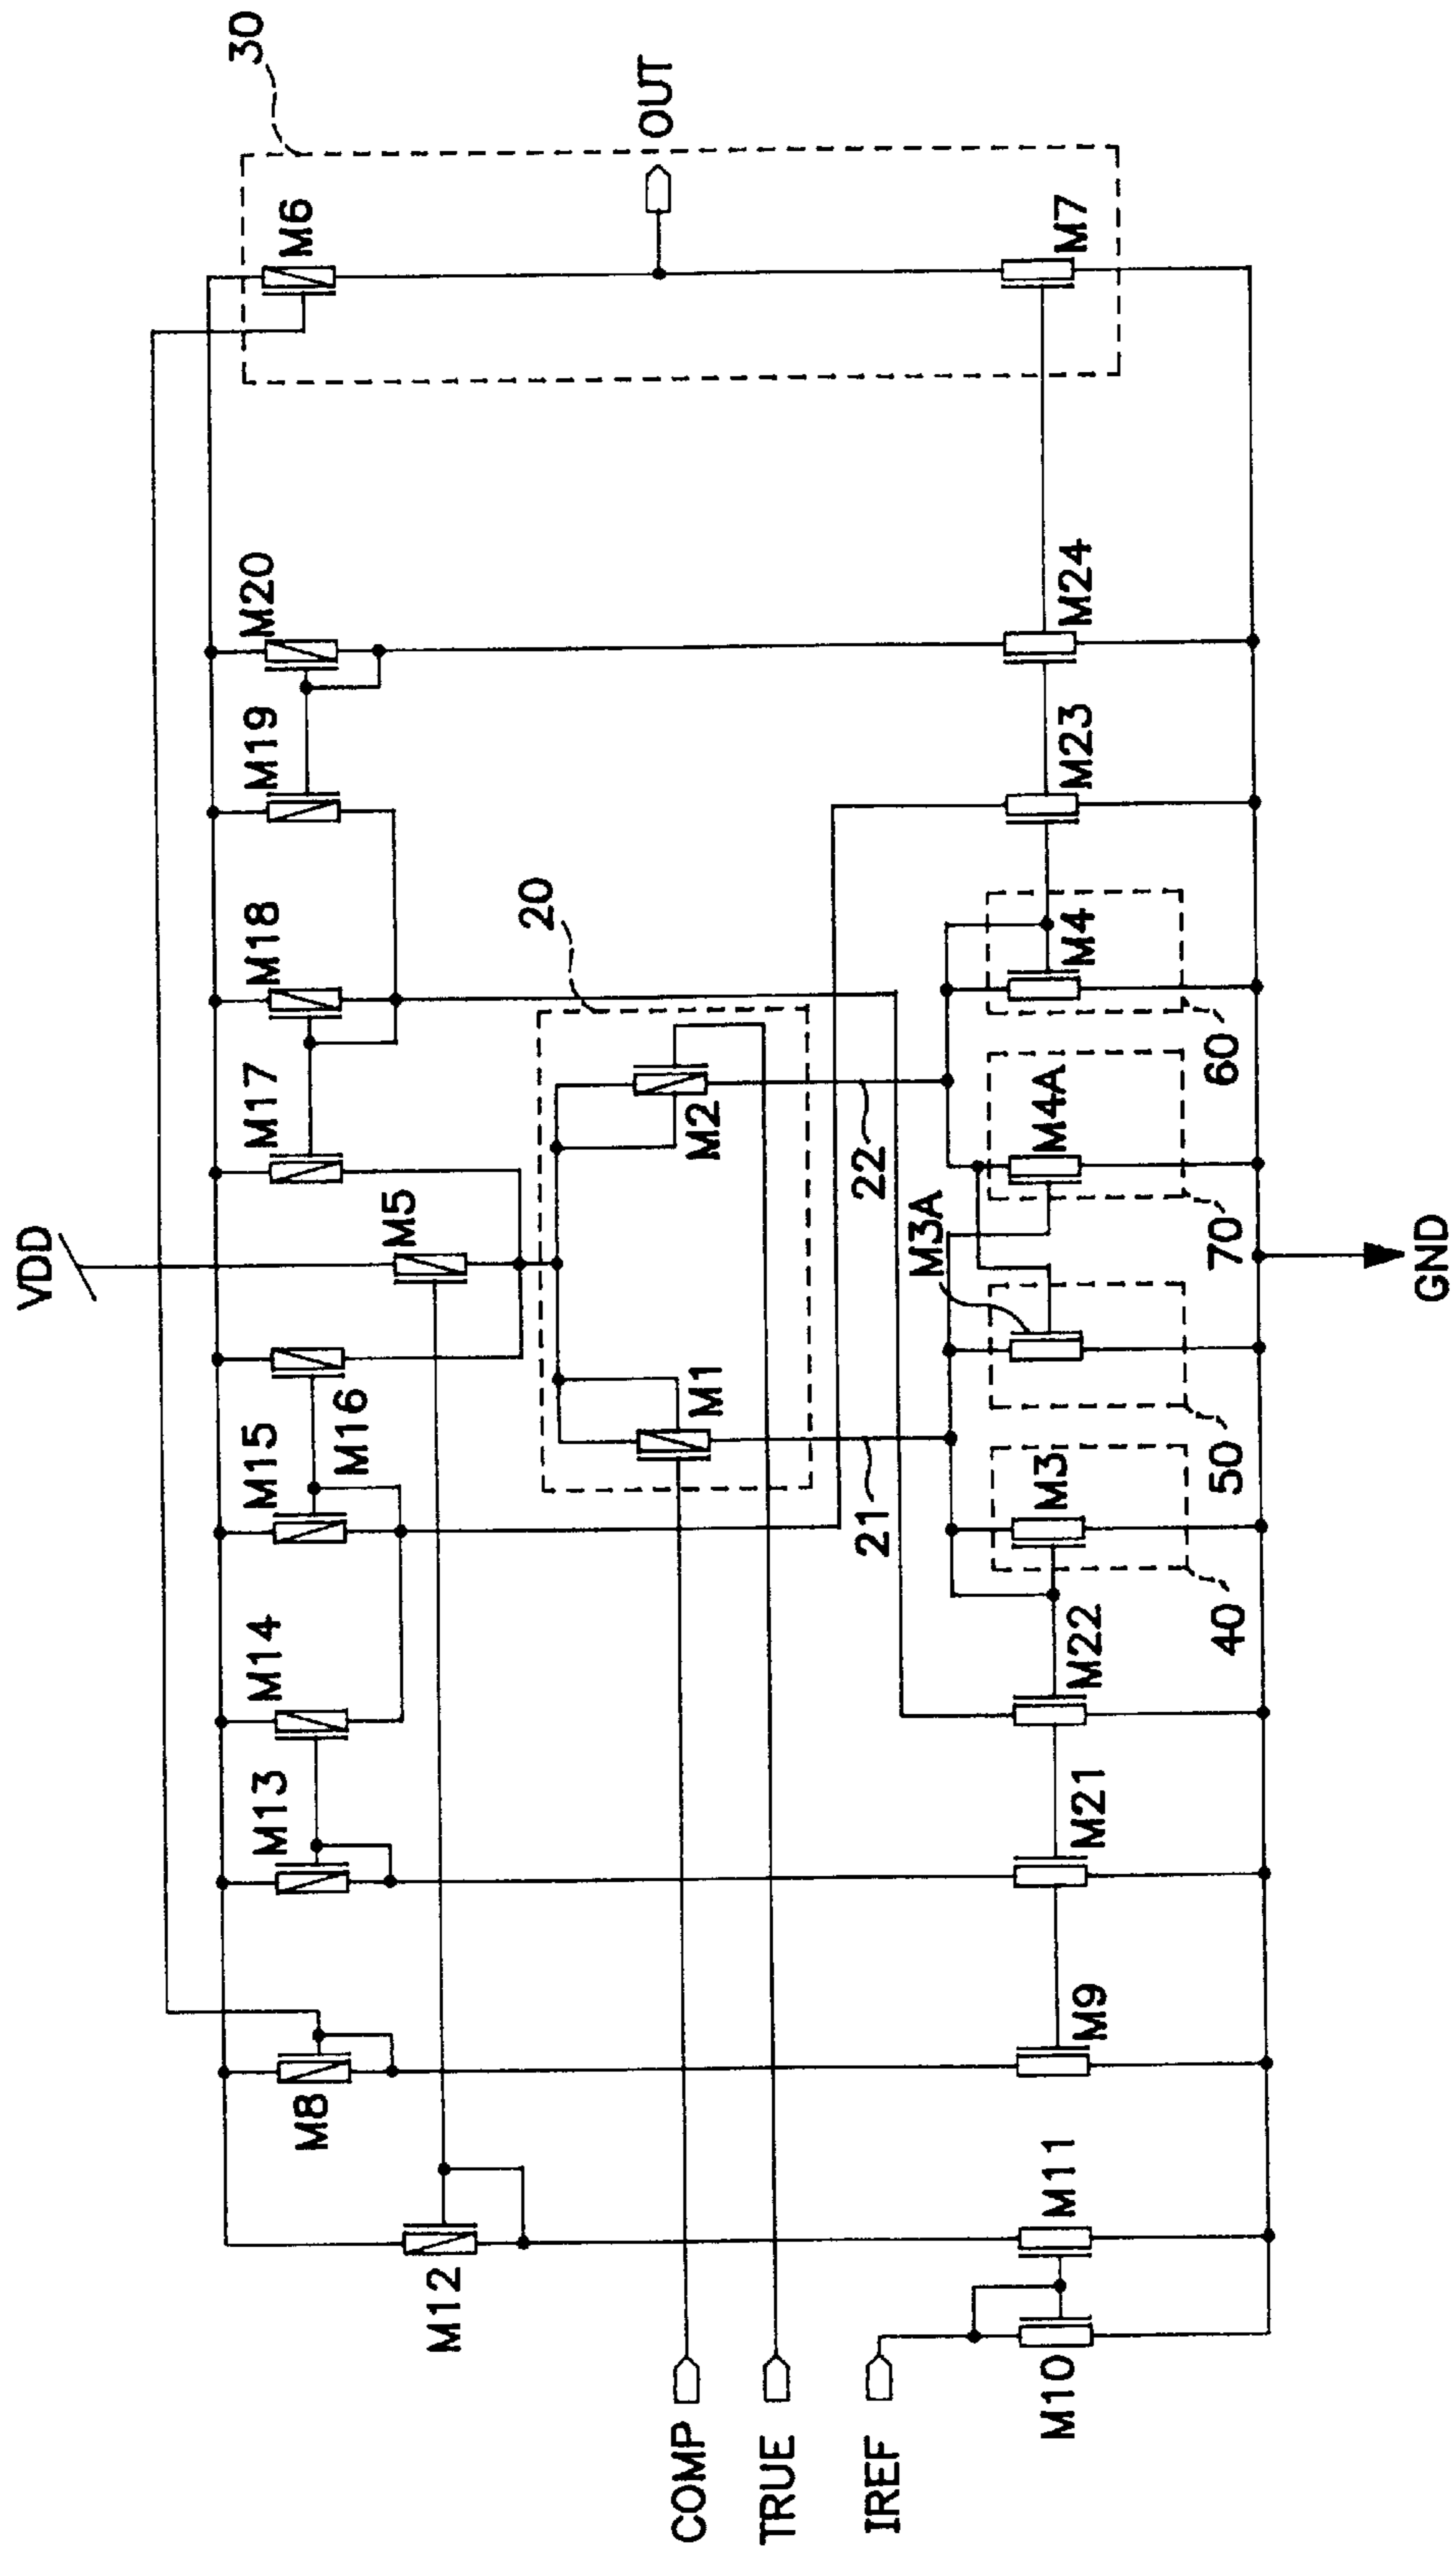 VDD
30
M12
M8
M13
M14
M15
M16
M5
M17
M18
M19
M20
M6
COMP
TRUE
IREF
M1
M2
20
21
22
OUT
M10
M11
M9
M21
M22
M3
M3A
M4A
M4
M23
M24
M7
40
50
70
60
GND